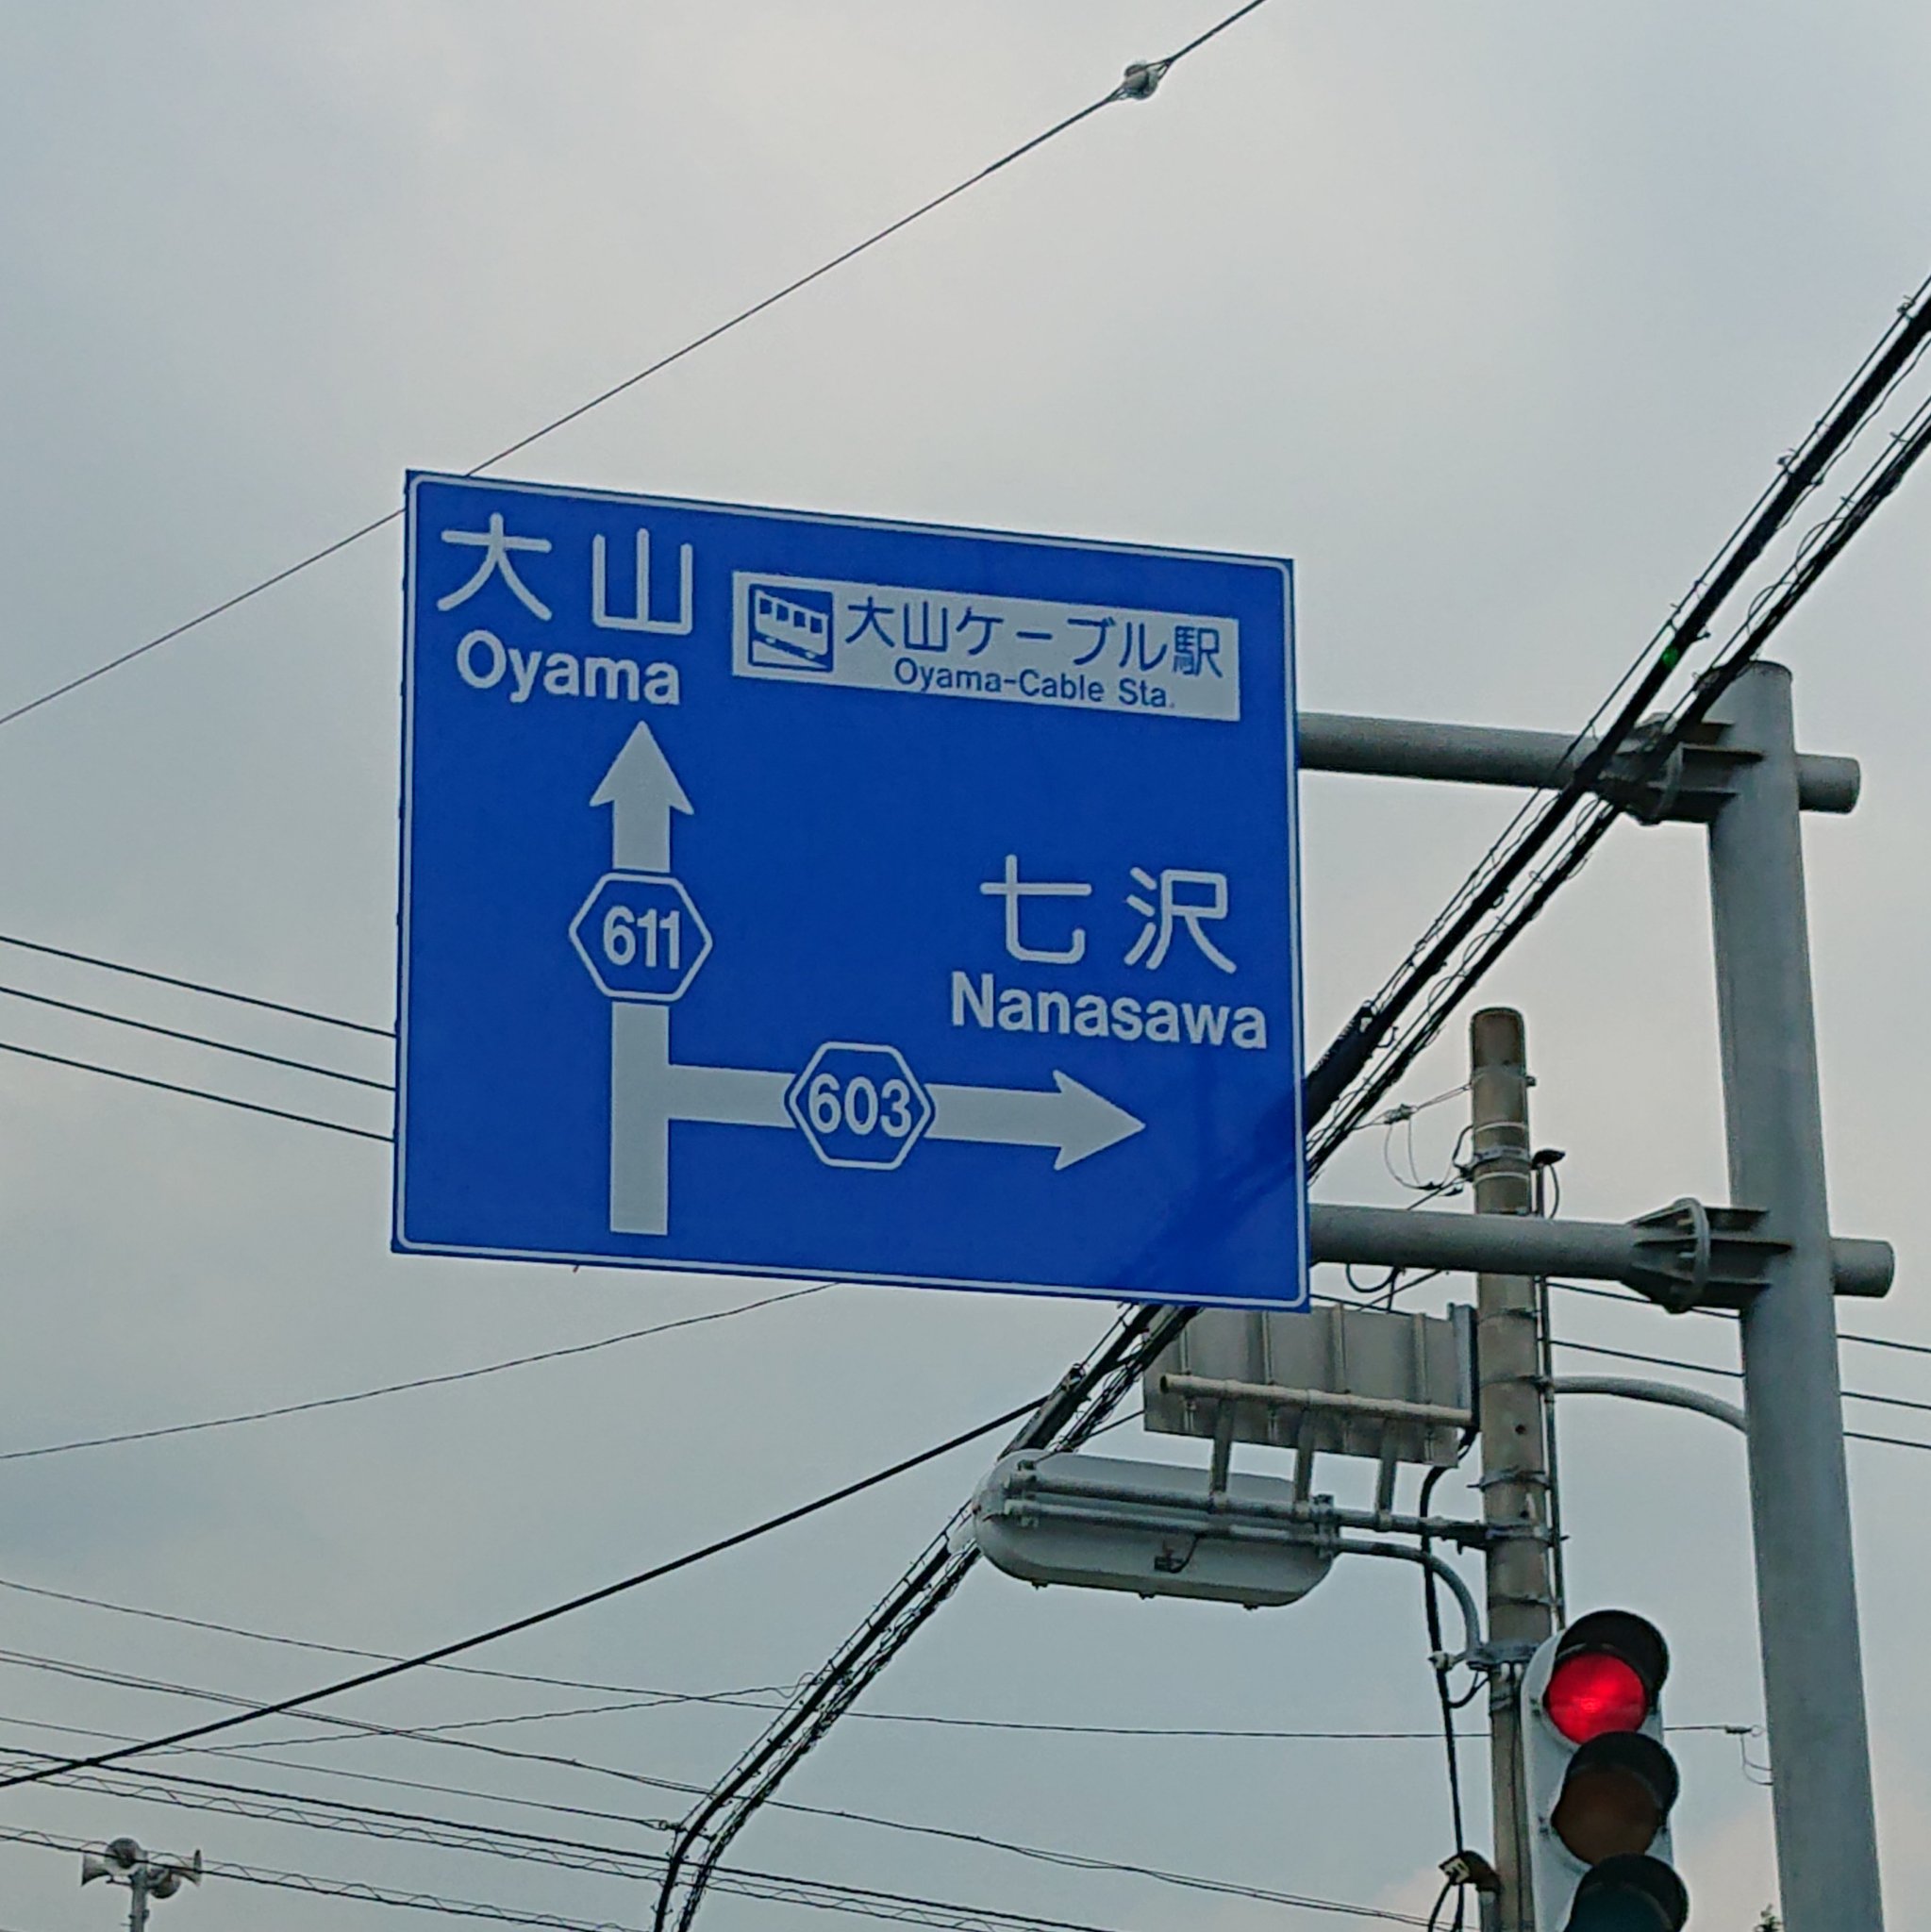 大山
Oyama
大山ケーブル駅
Oyama-Cable Sta.
611
七沢
Nanasawa
603